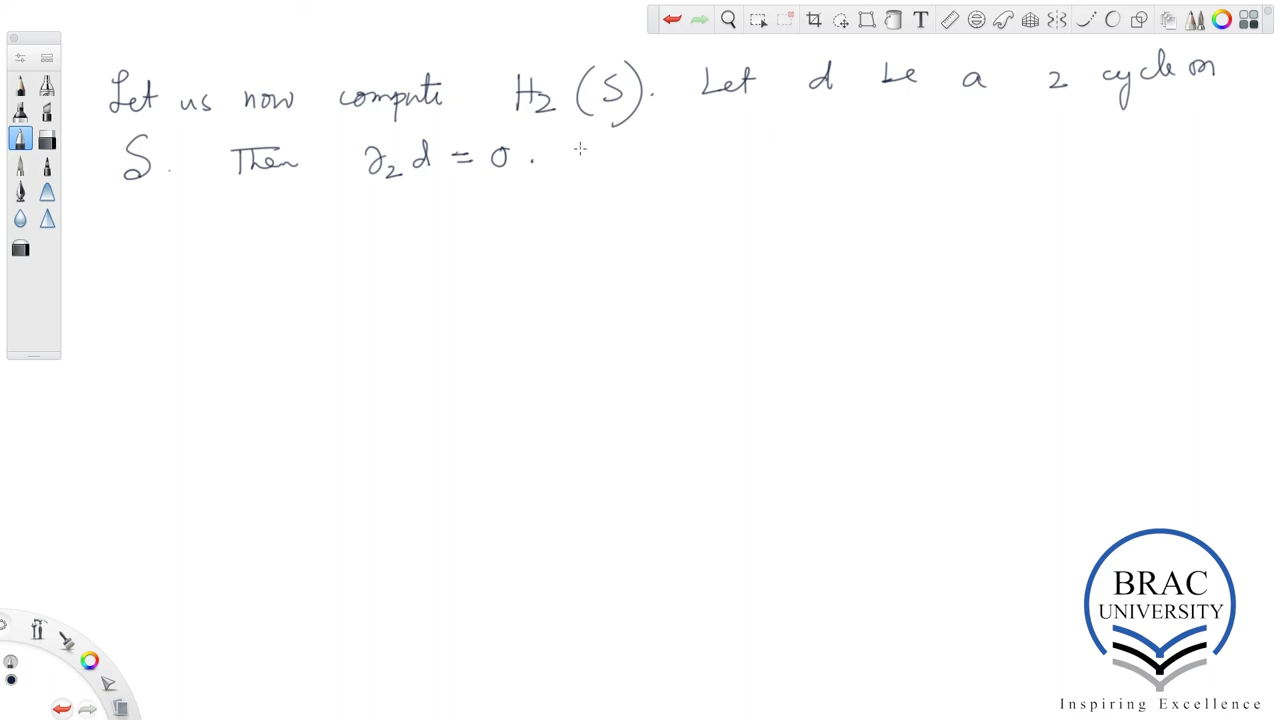 Let us now compute H₂ (S). Let d be a 2 cycle on
S. Then ∂₂ d = 0.
BRAC
UNIVERSITY
Inspiring Excellence